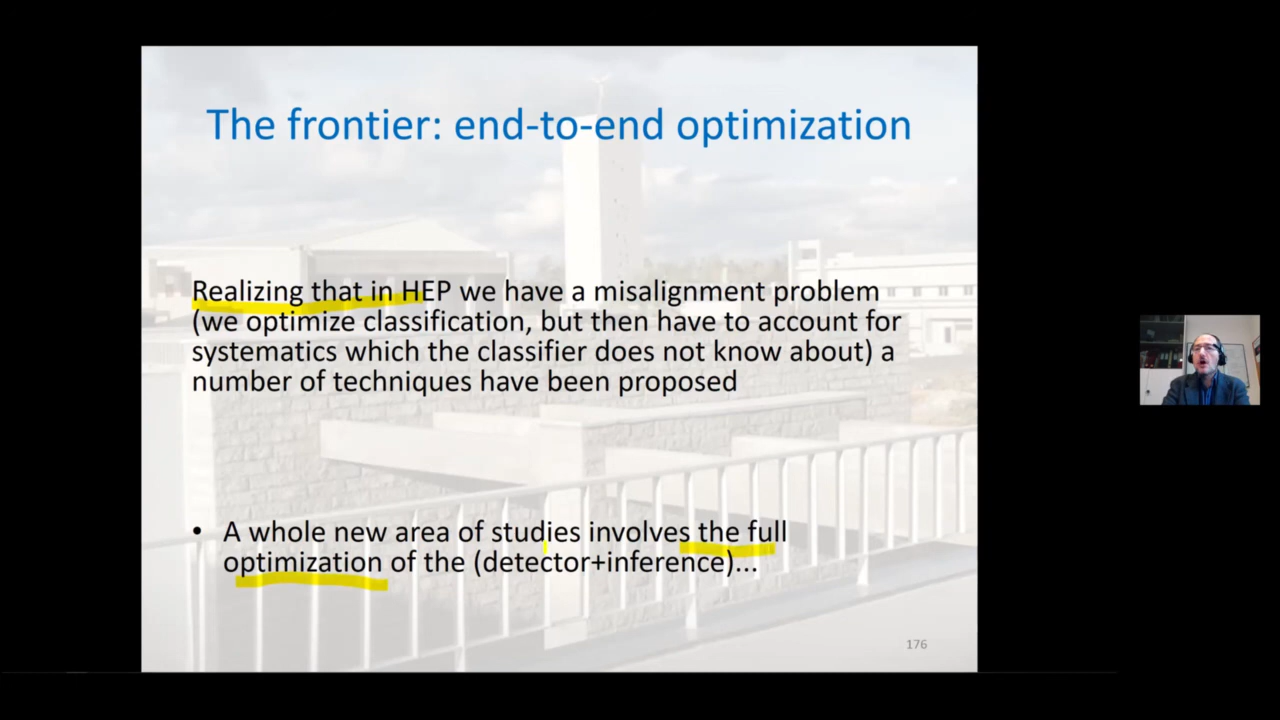 The frontier: end-to-end optimization
Realizing that in HEP we have a misalignment problem
(we optimize classification, but then have to account for
systematics which the classifier does not know about) a
number of techniques have been proposed
• A whole new area of studies involves the full
optimization of the (detector+inference)...
176